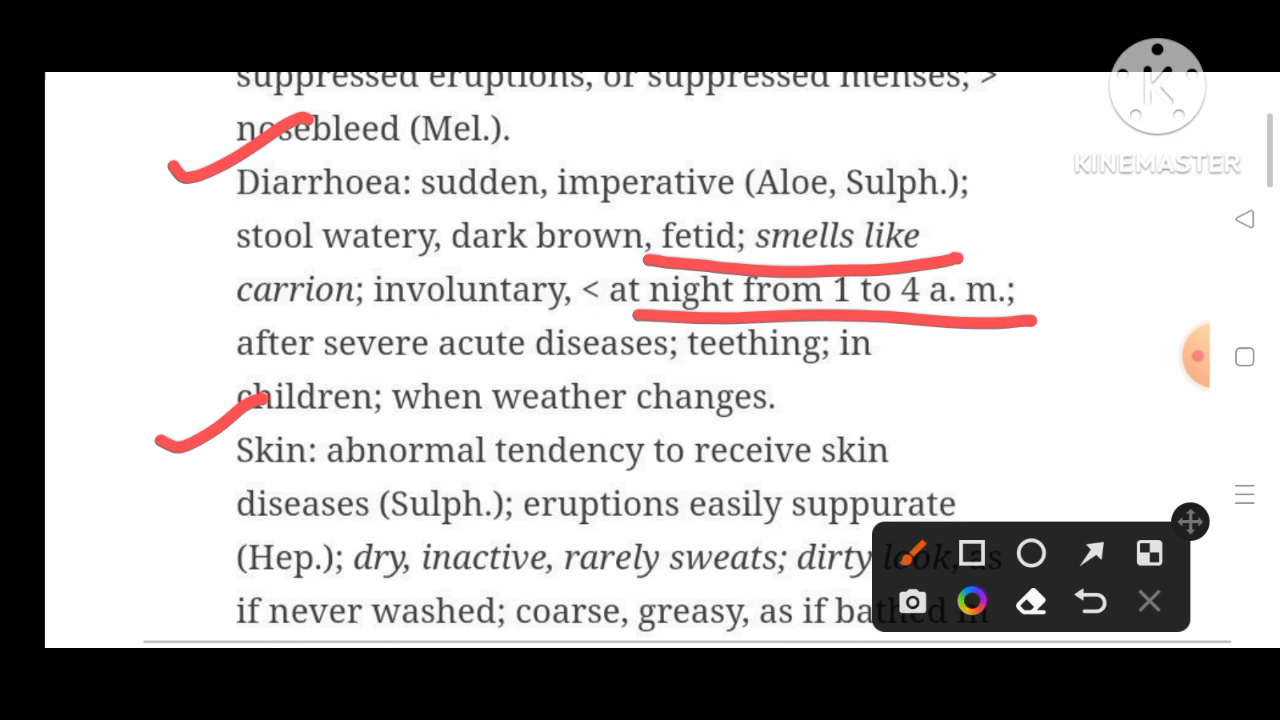 suppressed eruptions, or suppressed menses; >
nosebleed (Mel.).
Diarrhoea: sudden, imperative (Aloe, Sulph.);
stool watery, dark brown, fetid; smells like
carrion; involuntary, < at night from 1 to 4 a. m.;
after severe acute diseases; teething; in
children; when weather changes.
Skin: abnormal tendency to receive skin
diseases (Sulph.); eruptions easily suppurate
(Hep.); dry, inactive, rarely sweats; dirty look, as
if never washed; coarse, greasy, as if bathed in
K
KINEMASTER